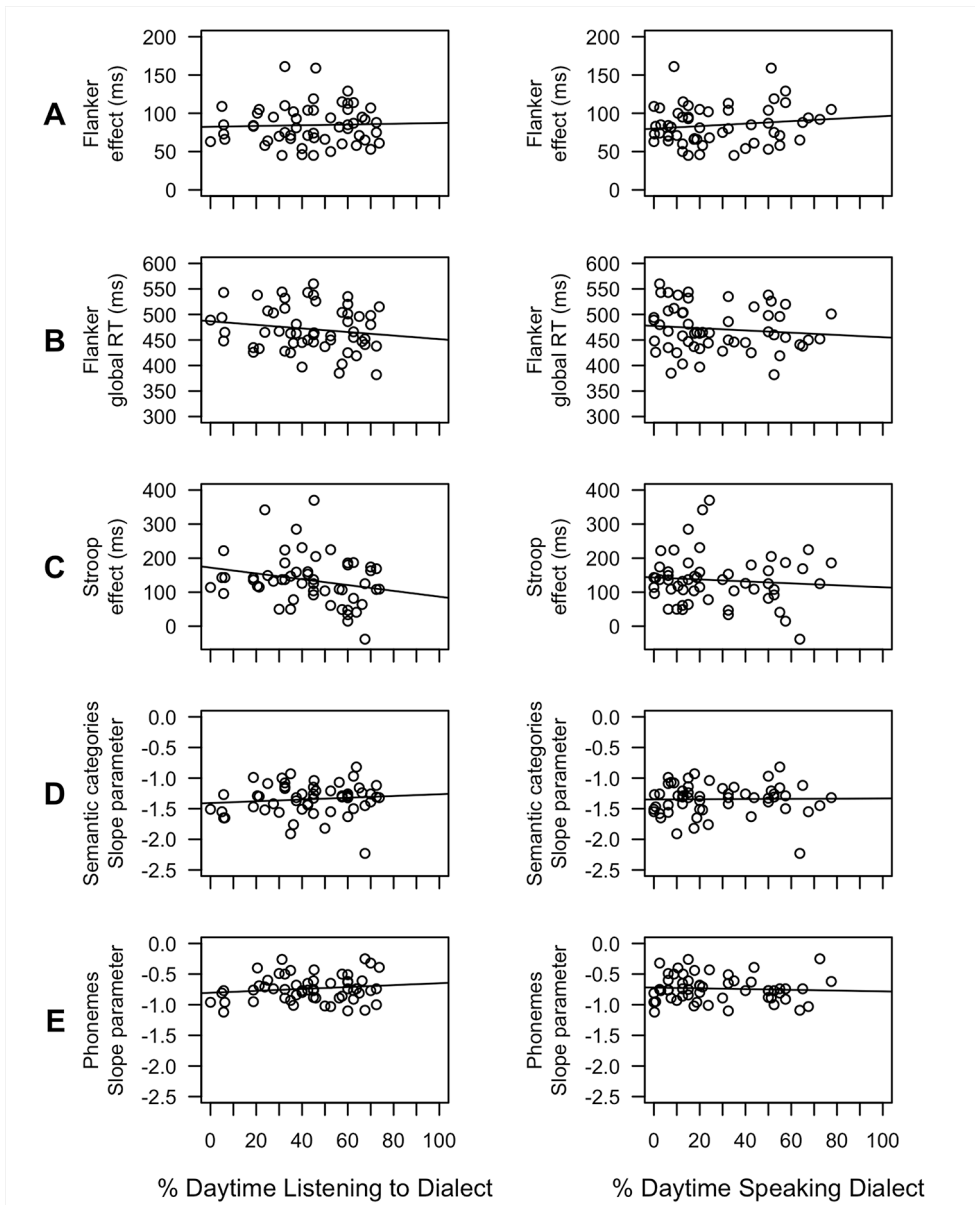 A
Flanker
effect (ms)
200
150
100
50
0
Flanker
effect (ms)
200
150
100
50
0
B
Flanker
global RT (ms)
600
550
500
450
400
350
300
Flanker
global RT (ms)
600
550
500
450
400
350
300
C
Stroop
effect (ms)
400
300
200
100
0
Stroop
effect (ms)
400
300
200
100
0
D
Semantic categories
Slope parameter
0.0
-0.5
-1.0
-1.5
-2.0
-2.5
Semantic categories
Slope parameter
0.0
-0.5
-1.0
-1.5
-2.0
-2.5
E
Phonemes
Slope parameter
0.0
-0.5
-1.0
-1.5
-2.0
-2.5
Phonemes
Slope parameter
0.0
-0.5
-1.0
-1.5
-2.0
-2.5
0 20 40 60 80 100
0 20 40 60 80 100
% Daytime Listening to Dialect
% Daytime Speaking Dialect